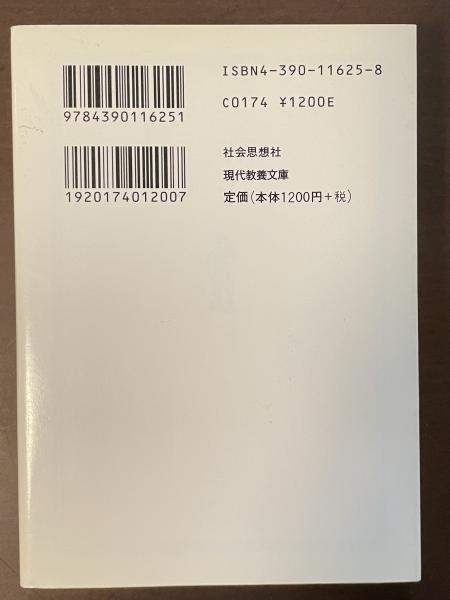 ISBN4-390-11625-8
9784390116251
C0174 ¥1200E
社会思想社
現代教養文庫
1920174012007
定価(本体1200円+税)